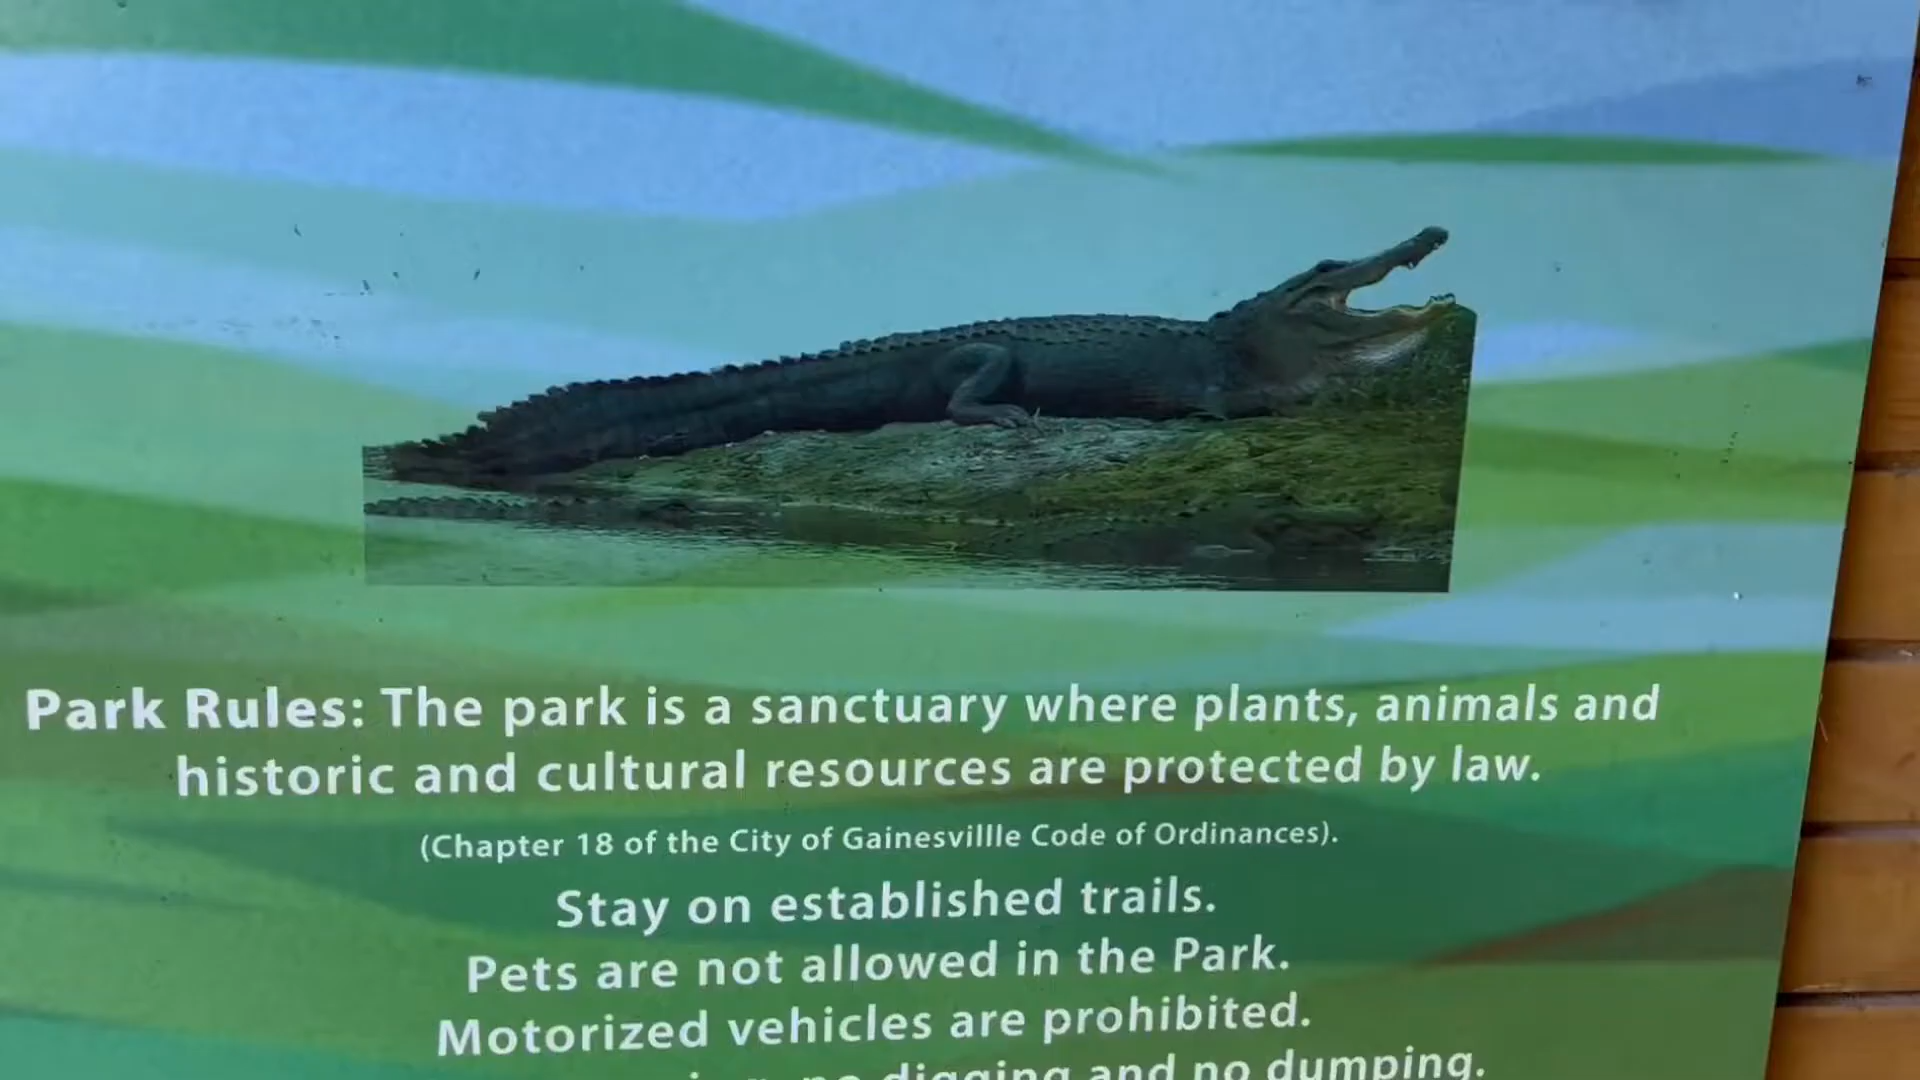 Park Rules: The park is a sanctuary where plants, animals and
historic and cultural resources are protected by law.
(Chapter 18 of the City of Gainesvillle Code of Ordinances).
Stay on established trails.
Pets are not allowed in the Park.
Motorized vehicles are prohibited.
no digging and no dumping.